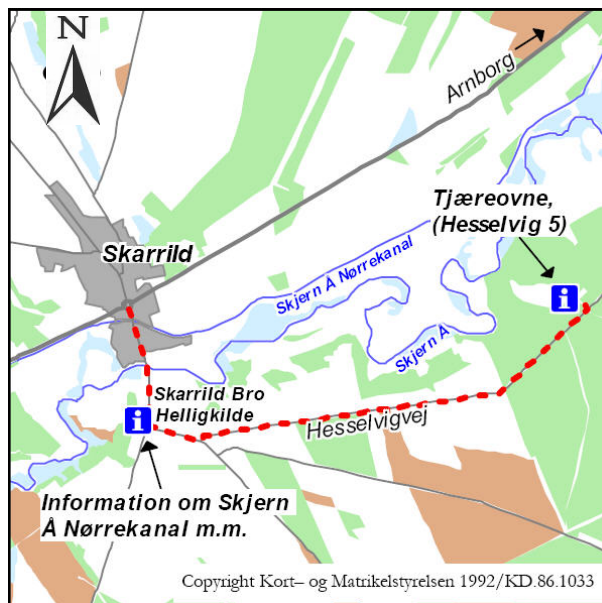 N
Arnborg
Tjæreovne,
(Hesselvig 5)
Skarrild
Skjern Å Nørrekanal
i
Skjern Å
Skarrild Bro
Helligkilde
i
Hesselvigvej
Information om Skjern
Å Nørrekanal m.m.
Copyright Kort– og Matrikelstyrelsen 1992/KD.86.1033